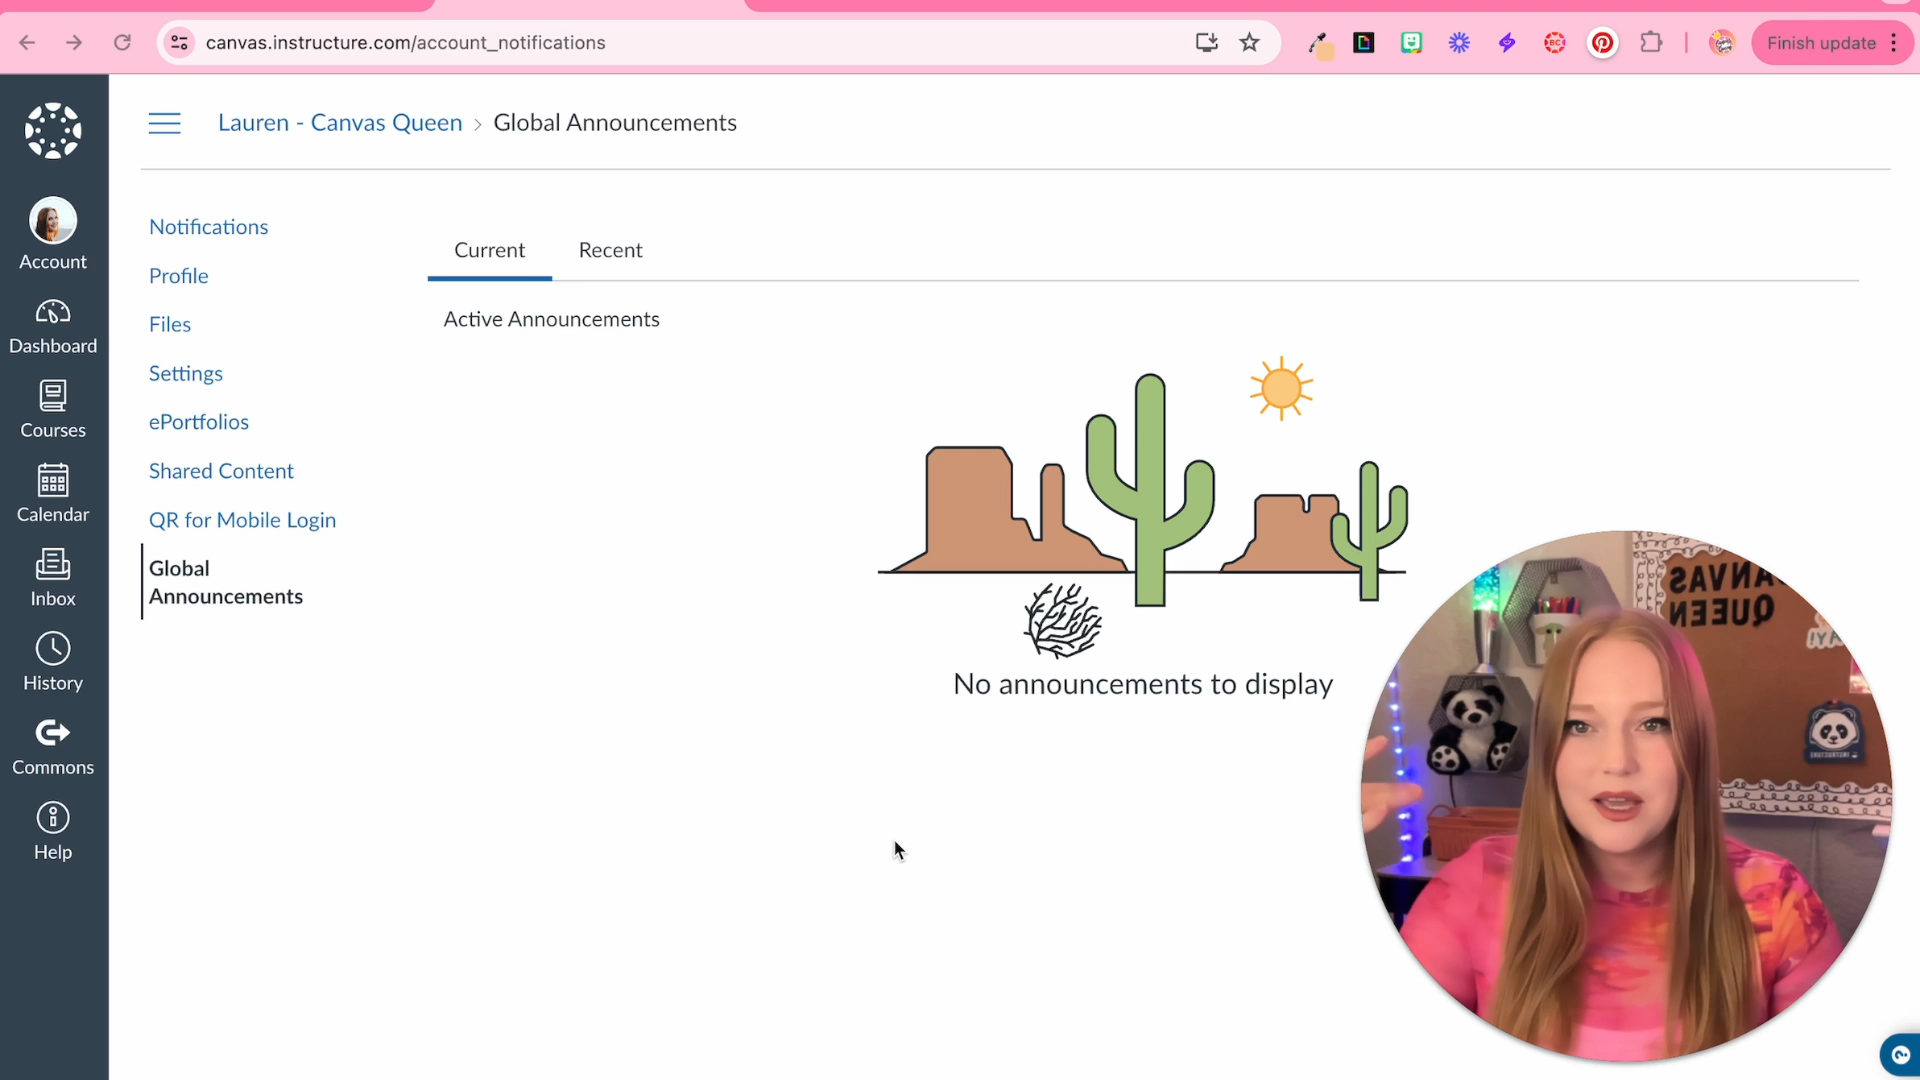 canvas.instructure.com/account_notifications
Finish update
Lauren - Canvas Queen › Global Announcements
Account
Dashboard
Courses
Calendar
Inbox
History
Commons
Help
Notifications
Profile
Files
Settings
ePortfolios
Shared Content
QR for Mobile Login
Global
Announcements
Current
Recent
Active Announcements
No announcements to display
CANVAS
QUEEN